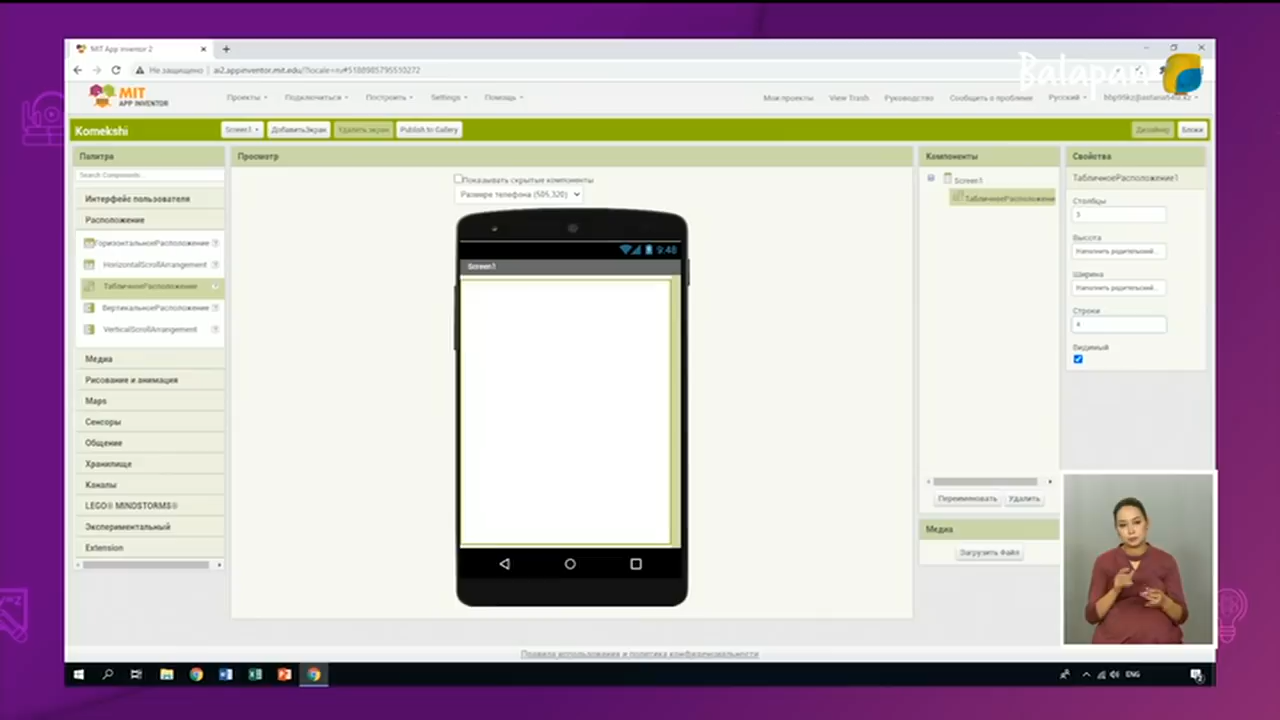 MIT App Inventor 2
Balapan
Не защищено
ai2.appinventor.mit.edu/?locale=ru#5188985795510272
MIT
APP INVENTOR
Проекты
Подключиться
Построить
Settings
Помощь
Мои проекты
View Trash
Руководство
Сообщить о проблеме
Русский
Komekshi
Screen1
Добавить Экран
Удалить экран
Publish to Gallery
Дизайнер
Блоки
Палитра
Search Components...
Интерфейс пользователя
Расположение
ГоризонтальноеРасположение
HorizontalScrollArrangement
ТабличноеРасположение
ВертикальноеРасположение
VerticalScrollArrangement
Медиа
Рисование и анимация
Maps
Сенсоры
Общение
Хранилище
Каналы
LEGO® MINDSTORMS®
Экспериментальный
Extension
Просмотр
Показывать скрытые компоненты
Размере телефона (505,320)
9:48
Screen1
Компоненты
Screen1
ТабличноеРасположени
Переименовать
Удалить
Медиа
Загрузить Файл
Свойства
ТабличноеРасположение1
Столбцы
Высота
Наполнить родительский...
Ширина
Наполнить родительский...
Строки
4
Видимый
Правила использования и политика конфиденциальности
ENG